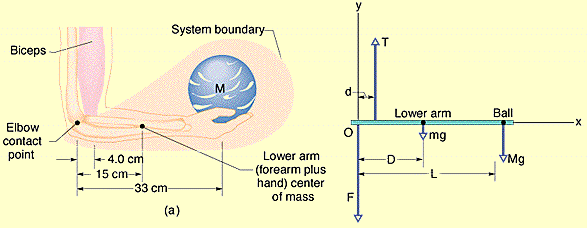 System boundary
Biceps
M
Elbow
contact
point
4.0 cm
15 cm
33 cm
Lower arm
(forearm plus
hand) center
of mass
(a)
y
T
d
Lower arm
Ball
x
O
mg
Mg
D
L
F